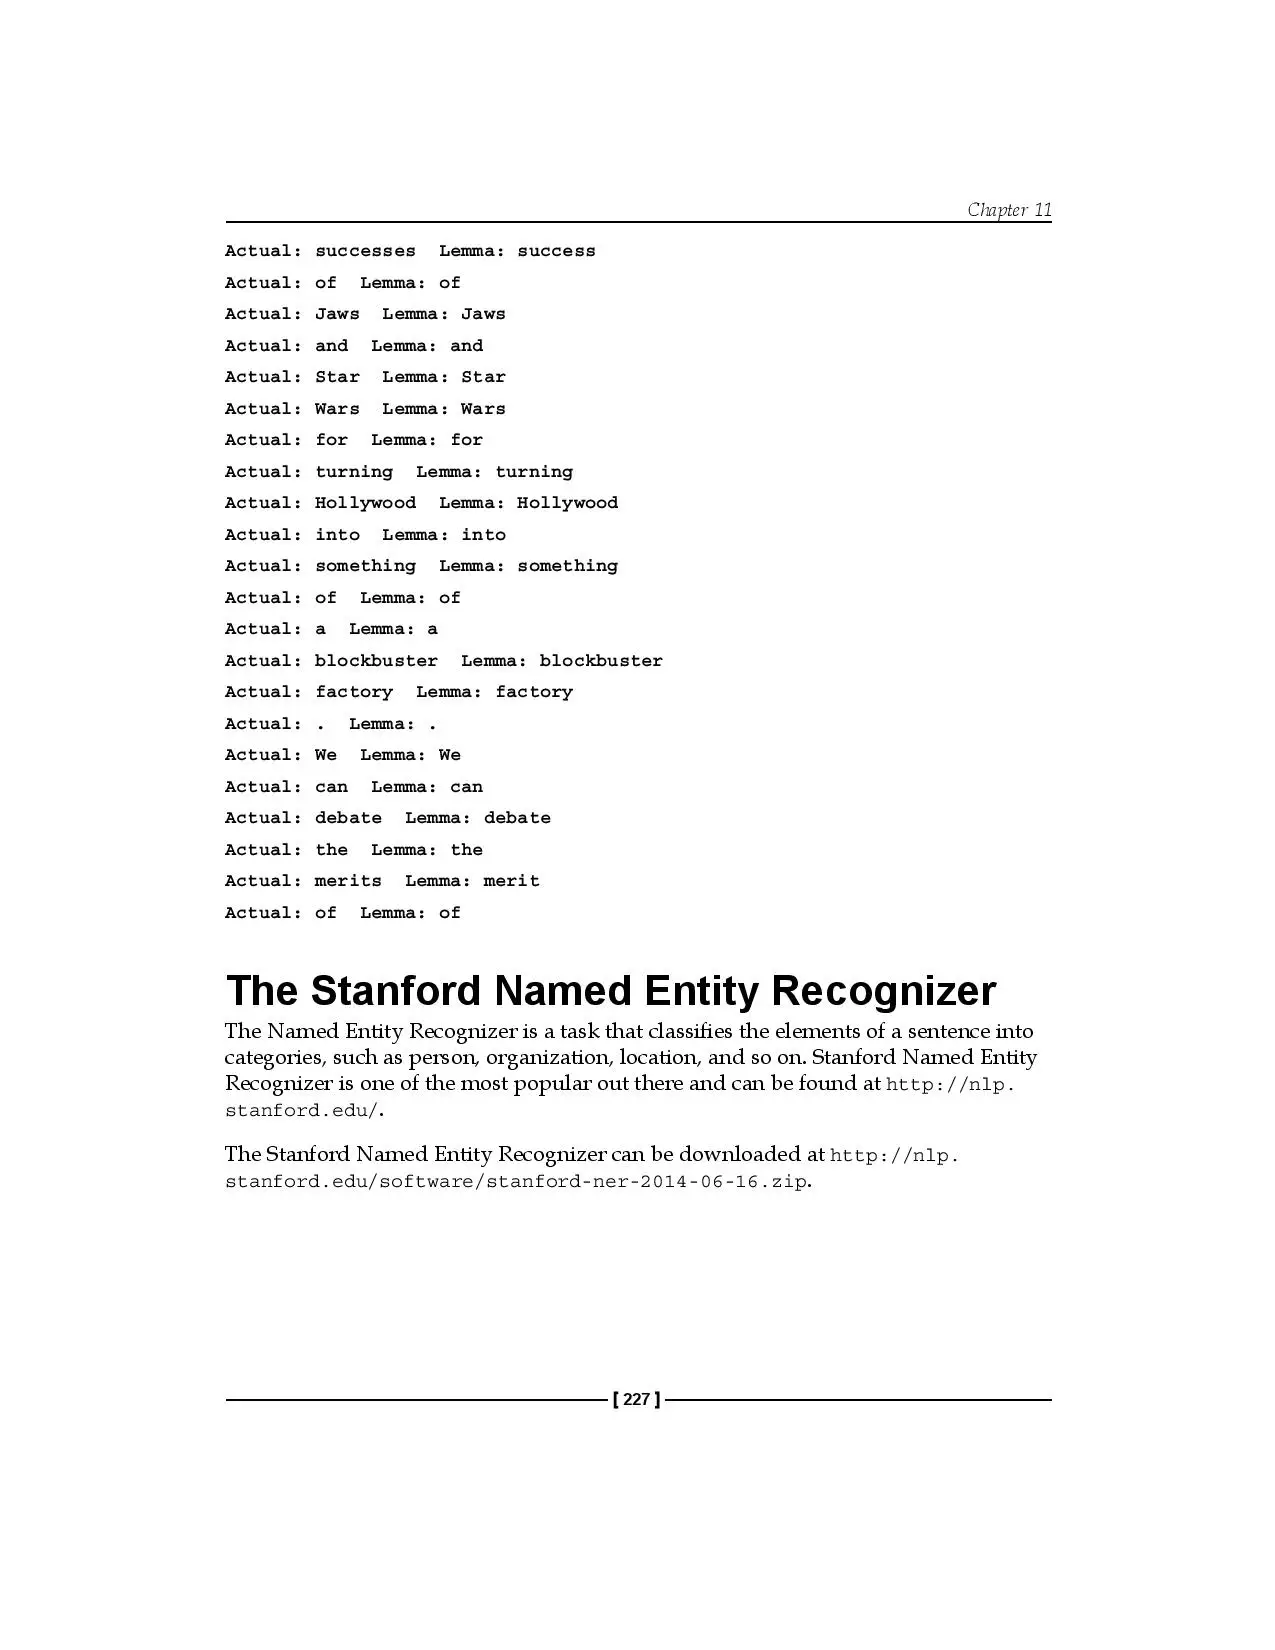 Chapter 11
Actual: successes  Lemma: success
Actual: of  Lemma: of
Actual: Jaws  Lemma: Jaws
Actual: and  Lemma: and
Actual: Star  Lemma: Star
Actual: Wars  Lemma: Wars
Actual: for  Lemma: for
Actual: turning  Lemma: turning
Actual: Hollywood  Lemma: Hollywood
Actual: into  Lemma: into
Actual: something  Lemma: something
Actual: of  Lemma: of
Actual: a  Lemma: a
Actual: blockbuster  Lemma: blockbuster
Actual: factory  Lemma: factory
Actual: .  Lemma: .
Actual: We  Lemma: We
Actual: can  Lemma: can
Actual: debate  Lemma: debate
Actual: the  Lemma: the
Actual: merits  Lemma: merit
Actual: of  Lemma: of
The Stanford Named Entity Recognizer
The Named Entity Recognizer is a task that classifies the elements of a sentence into
categories, such as person, organization, location, and so on. Stanford Named Entity
Recognizer is one of the most popular out there and can be found at http://nlp.
stanford.edu/.
The Stanford Named Entity Recognizer can be downloaded at http://nlp.
stanford.edu/software/stanford-ner-2014-06-16.zip.
[ 227 ]